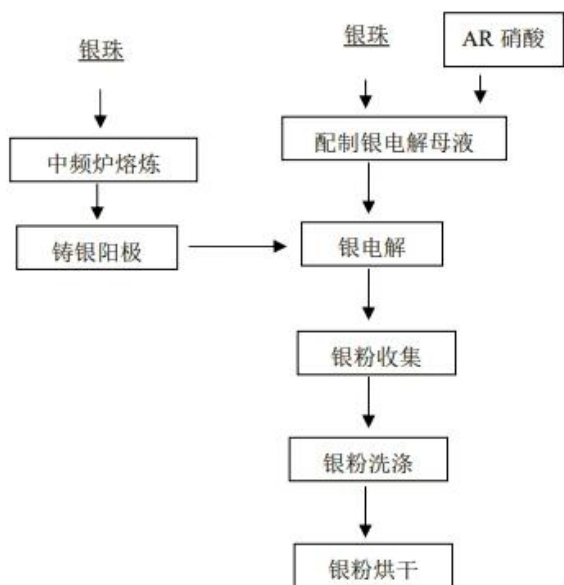 银珠
银珠
AR 硝酸
中频炉熔炼
配制银电解母液
铸银阳极
银电解
银粉收集
银粉洗涤
银粉烘干